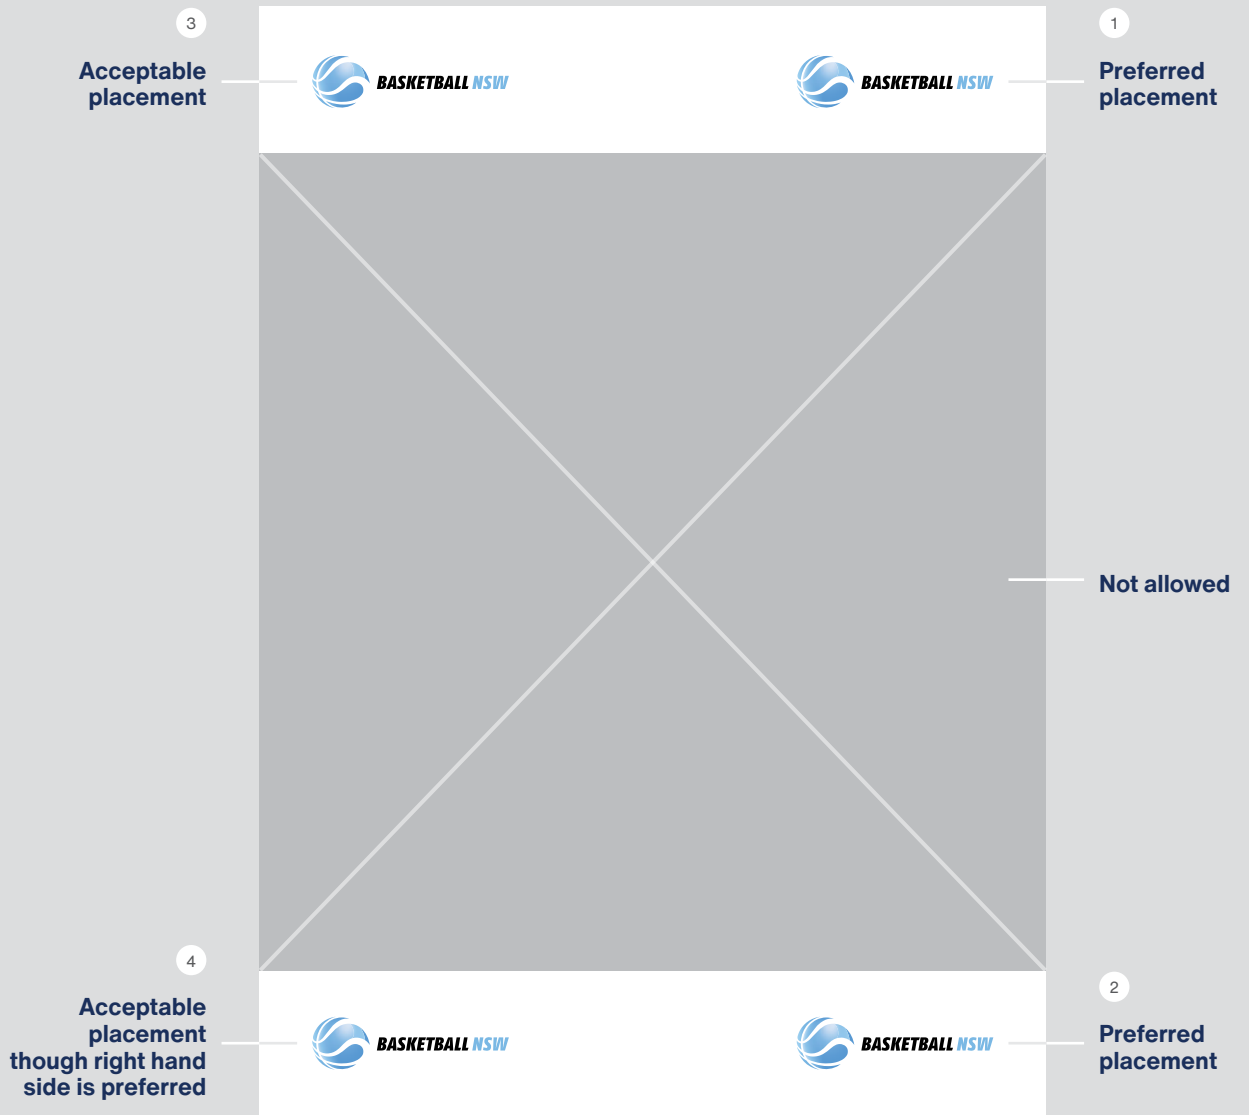 3
Acceptable
placement
BASKETBALL NSW
BASKETBALL NSW
1
Preferred
placement
Not allowed
4
Acceptable
placement
though right hand
side is preferred
BASKETBALL NSW
BASKETBALL NSW
2
Preferred
placement